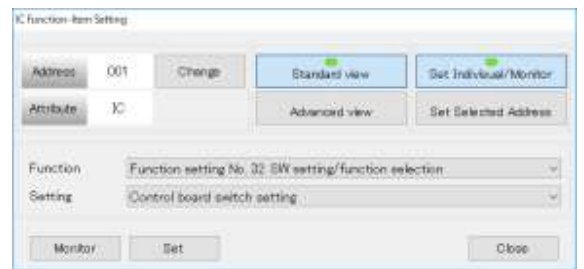 IC Function-Item Setting
Address 001 Change Standard view Set Indiviual/Monitor
Attribute IC Advanced view Set Selected Address
Function Function setting No. 32 SW setting/function selection
Setting Control board switch setting
Monitor Set Close